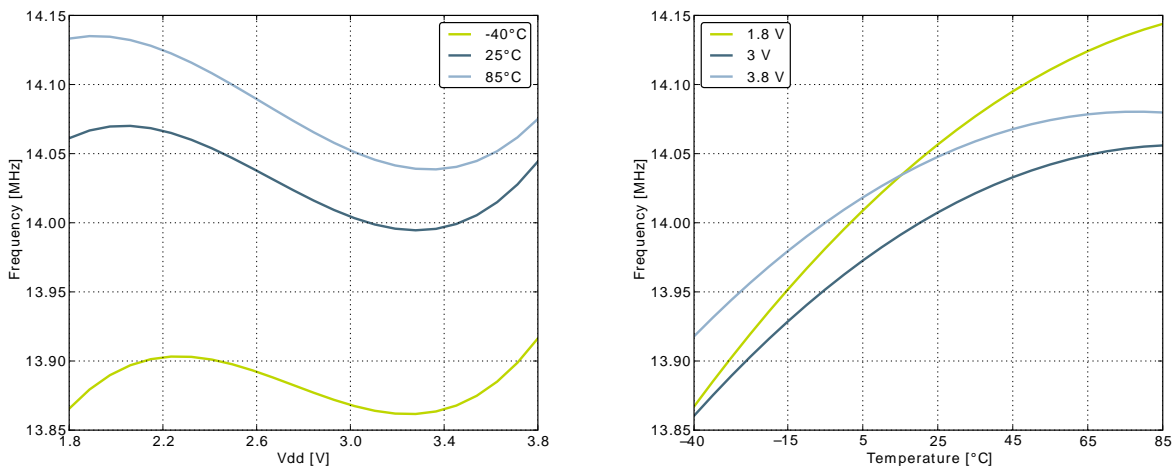 14.15
14.10
14.05
14.00
13.95
13.90
13.85
Frequency [MHz]
-40°C
25°C
85°C
1.8 2.2 2.6 3.0 3.4 3.8
Vdd [V]
14.15
14.10
14.05
14.00
13.95
13.90
13.85
Frequency [MHz]
1.8 V
3 V
3.8 V
–40 –15 5 25 45 65 85
Temperature [°C]